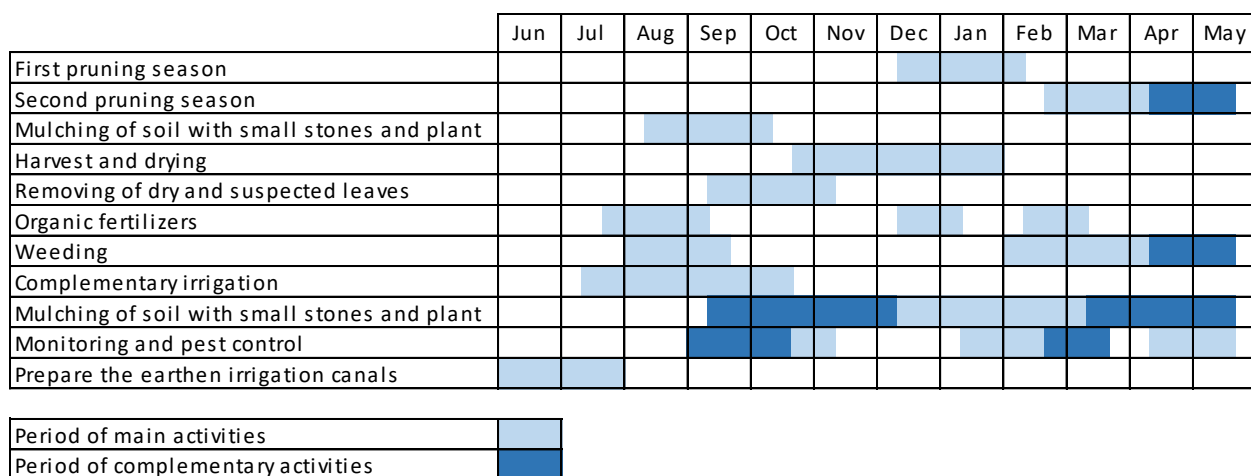 Jun Jul Aug Sep Oct Nov Dec Jan Feb Mar Apr May
First pruning season
Second pruning season
Mulching of soil with small stones and plant
Harvest and drying
Removing of dry and suspected leaves
Organic fertilizers
Weeding
Complementary irrigation
Mulching of soil with small stones and plant
Monitoring and pest control
Prepare the earthen irrigation canals
Period of main activities
Period of complementary activities